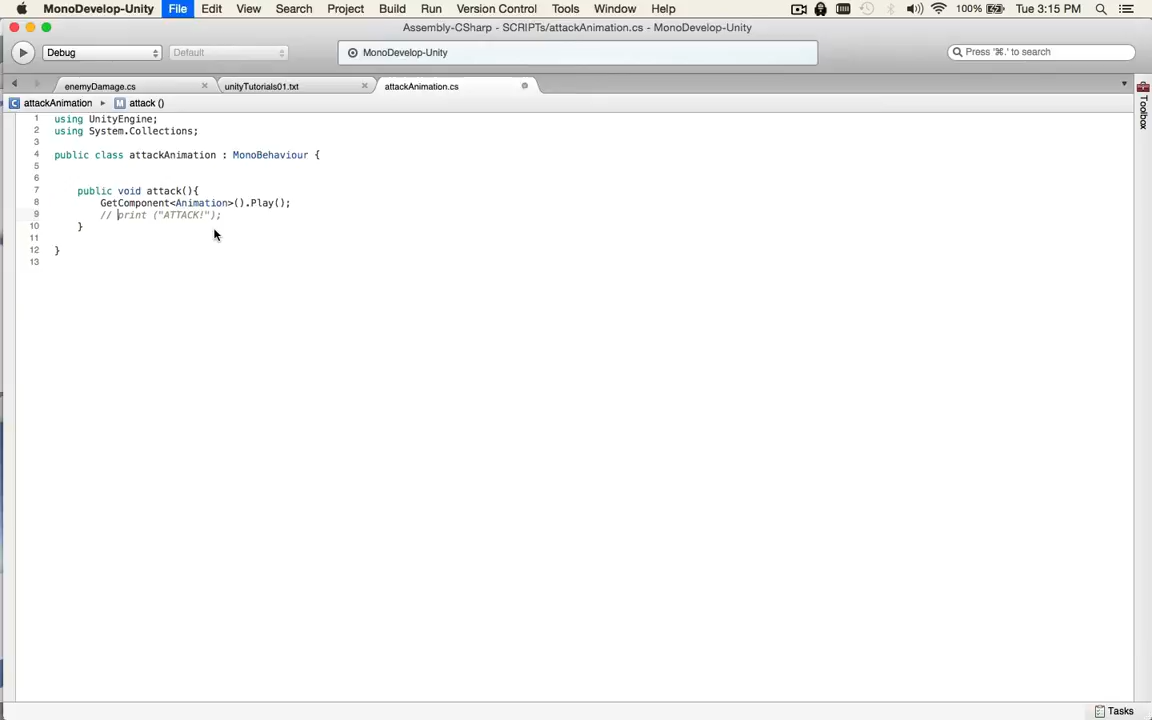 MonoDevelop-Unity File Edit View Search Project Build Run Version Control Tools Window Help 100% Tue 3:15 PM
Assembly-CSharp - SCRIPTs/attackAnimation.cs - MonoDevelop-Unity
Debug Default MonoDevelop-Unity Press '⌘.' to search
enemyDamage.cs unityTutorials01.txt attackAnimation.cs
C attackAnimation M attack ()
Toolbox
1 using UnityEngine;
2 using System.Collections;
3
4 public class attackAnimation : MonoBehaviour {
5
6
7 public void attack(){
8 GetComponent<Animation>().Play();
9 // print ("ATTACK!");
10 }
11
12 }
13
Tasks